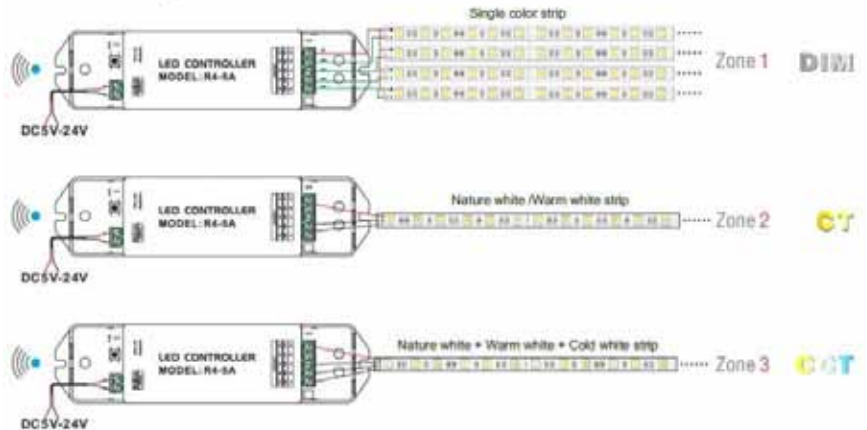 Single color strip
LED CONTROLLER
MODEL: R4-5A
Zone 1
DIM
DC5V-24V
Nature white /Warm white strip
LED CONTROLLER
MODEL: R4-5A
Zone 2
CT
DC5V-24V
Nature white + Warm white + Cold white strip
LED CONTROLLER
MODEL: R4-5A
Zone 3
CCT
DC5V-24V